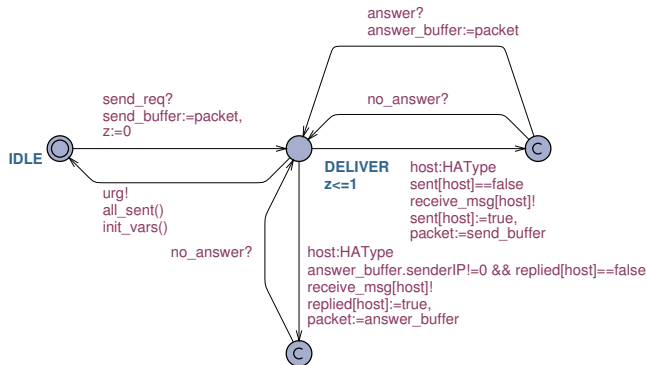 answer?
answer_buffer:=packet
send_req?
send_buffer:=packet,
z:=0
no_answer?
C
IDLE
DELIVER
z<=1
host:HAType
sent[host]==false
receive_msg[host]!
sent[host]:=true,
packet:=send_buffer
urg!
all_sent()
init_vars()
no_answer?
host:HAType
answer_buffer.senderIP!=0 && replied[host]==false
receive_msg[host]!
replied[host]:=true,
packet:=answer_buffer
C